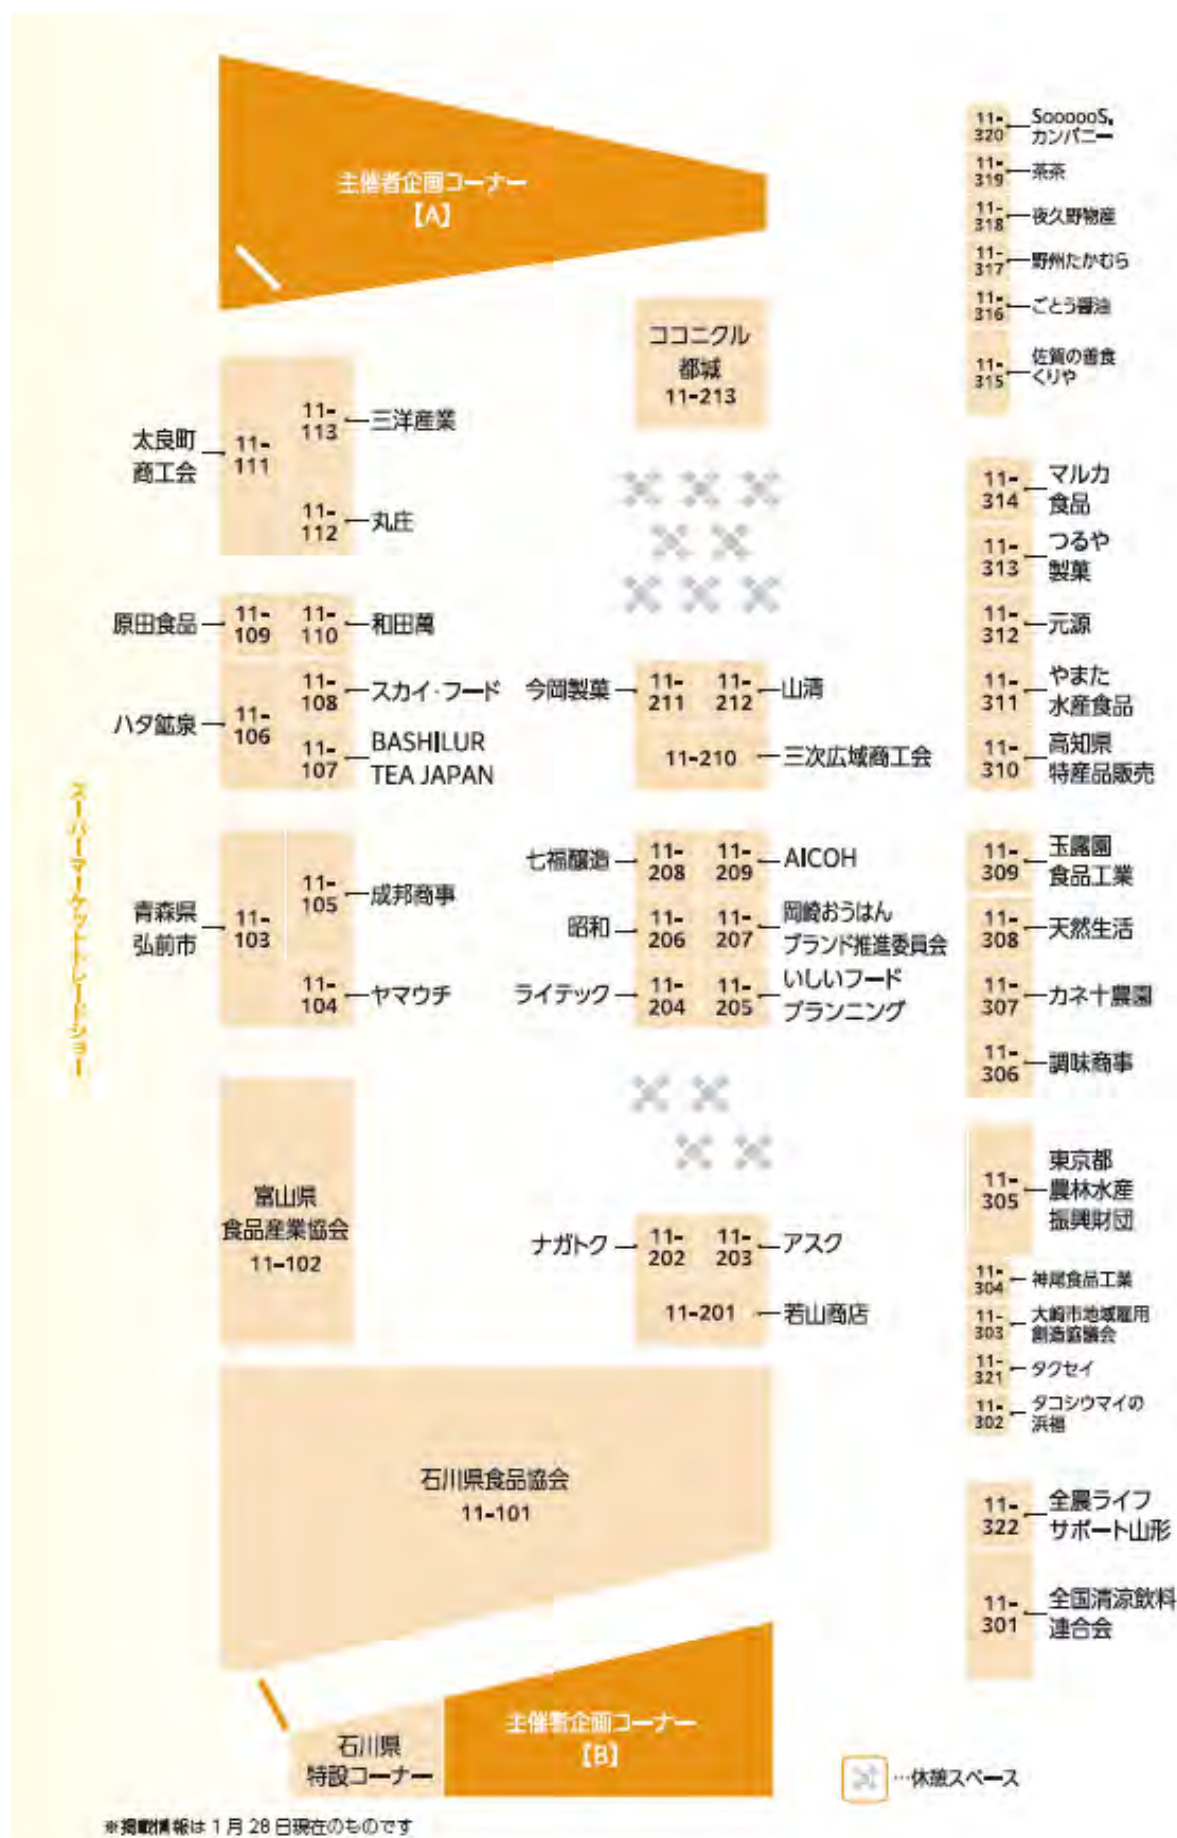 主催者企画コーナー
【A】
11-
320
SoooooS.
カンパニー
11-
319
茶茶
11-
318
夜久野物産
11-
317
野州たかむら
11-
316
ごとう醤油
11-
315
佐賀の善食
くりや
ココニクル
都城
11-213
太良町
商工会
11-
111
11-
113
三洋産業
11-
112
丸庄
11-
314
マルカ
食品
11-
313
つるや
製菓
11-
312
元源
11-
311
やまた
水産食品
11-
310
高知県
特産品販売
原田食品
11-
109
11-
110
和田萬
ハタ鉱泉
11-
106
11-
108
スカイ・フード
11-
107
BASHILUR
TEA JAPAN
今岡製菓
11-
211
11-
212
山清
11-210
三次広域商工会
スーパーマーケットトレードショー
青森県
弘前市
11-
103
11-
105
成邦商事
11-
104
ヤマウチ
七福醸造
11-
208
11-
209
AICOH
昭和
11-
206
11-
207
岡崎おうはん
ブランド推進委員会
ライテック
11-
204
11-
205
いしいフード
プランニング
11-
309
玉露園
食品工業
11-
308
天然生活
11-
307
カネ十農園
11-
306
調味商事
富山県
食品産業協会
11-102
ナガトク
11-
202
11-
203
アスク
11-201
若山商店
11-
305
東京都
農林水産
振興財団
11-
304
神尾食品工業
11-
303
大崎市地域雇用
創造協議会
11-
321
タクセイ
11-
302
タコシウマイの
浜福
石川県食品協会
11-101
11-
322
全農ライフ
サポート山形
11-
301
全国清涼飲料
連合会
石川県
特設コーナー
主催者企画コーナー
【B】
…休憩スペース
※掲載情報は1月28日現在のものです